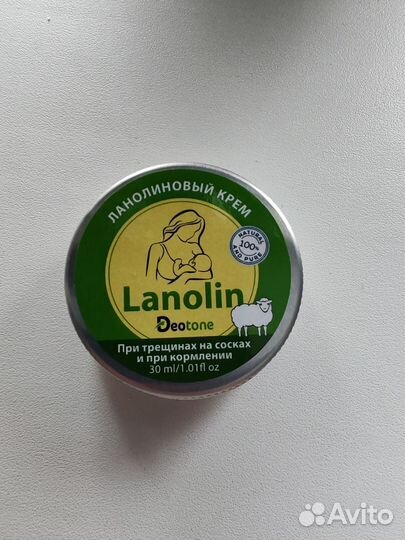 ЛАНОЛИНОВЫЙ КРЕМ
NATURAL
100%
AND PURE
Lanolin
Deotone
При трещинах на сосках
и при кормлении
30 ml/1.01fl oz
Avito